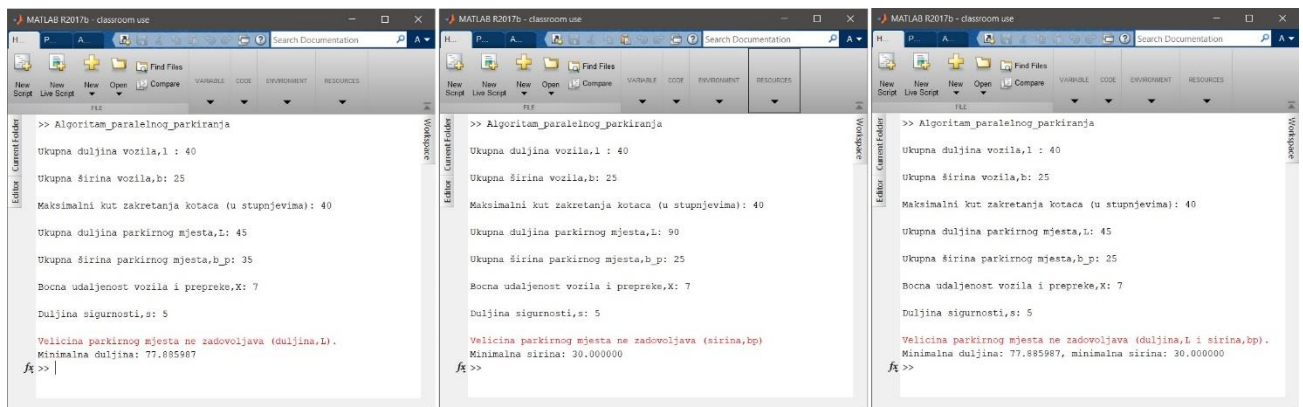 MATLAB R2017b - classroom use
H... P... A... Search Documentation A
New Script New Live Script New Open Find Files Compare VARIABLE CODE ENVIRONMENT RESOURCES
FILE
Current Folder
Editor
Workspace
>> Algoritam_paralelnog_parkiranja
Ukupna duljina vozila,l : 40
Ukupna širina vozila,b: 25
Maksimalni kut zakretanja kotaca (u stupnjevima): 40
Ukupna duljina parkirnog mjesta,L: 45
Ukupna širina parkirnog mjesta,b_p: 35
Bocna udaljenost vozila i prepreke,X: 7
Duljina sigurnosti,s: 5
Velicina parkirnog mjesta ne zadovoljava (duljina,L).
Minimalna duljina: 77.885987
fx >>
MATLAB R2017b - classroom use
H... P... A... Search Documentation A
New Script New Live Script New Open Find Files Compare VARIABLE CODE ENVIRONMENT RESOURCES
FILE
Current Folder
Editor
Workspace
>> Algoritam_paralelnog_parkiranja
Ukupna duljina vozila,l : 40
Ukupna širina vozila,b: 25
Maksimalni kut zakretanja kotaca (u stupnjevima): 40
Ukupna duljina parkirnog mjesta,L: 90
Ukupna širina parkirnog mjesta,b_p: 25
Bocna udaljenost vozila i prepreke,X: 7
Duljina sigurnosti,s: 5
Velicina parkirnog mjesta ne zadovoljava (sirina,bp)
Minimalna sirina: 30.000000
fx >>
MATLAB R2017b - classroom use
H... P... A... Search Documentation A
New Script New Live Script New Open Find Files Compare VARIABLE CODE ENVIRONMENT RESOURCES
FILE
Current Folder
Editor
Workspace
>> Algoritam_paralelnog_parkiranja
Ukupna duljina vozila,l : 40
Ukupna širina vozila,b: 25
Maksimalni kut zakretanja kotaca (u stupnjevima): 40
Ukupna duljina parkirnog mjesta,L: 45
Ukupna širina parkirnog mjesta,b_p: 25
Bocna udaljenost vozila i prepreke,X: 7
Duljina sigurnosti,s: 5
Velicina parkirnog mjesta ne zadovoljava (duljina,L i sirina,bp).
Minimalna duljina: 77.885987, minimalna sirina: 30.000000
fx >>